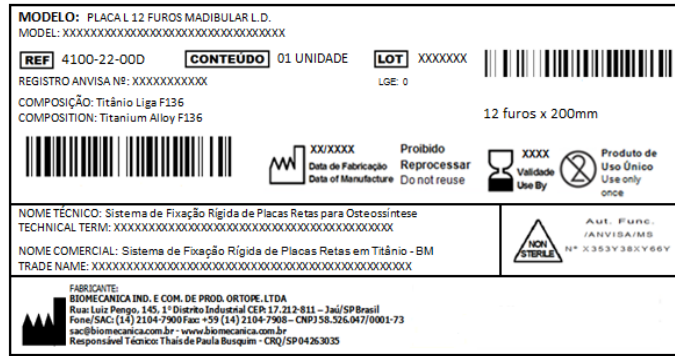 MODELO: PLACA L 12 FUROS MADIBULAR L.D.
MODEL: XXXXXXXXXXXXXXXXXXXXXXXXXXXXXXXXXX
REF 4100-22-00D CONTEÚDO 01 UNIDADE LOT XXXXXXX
REGISTRO ANVISA Nº: XXXXXXXXXXX LGE: 0
COMPOSIÇÃO: Titânio Liga F136
COMPOSITION: Titanium Alloy F136
12 furos x 200mm
XX/XXXX
Data de Fabricação
Data of Manufacture
Proibido
Reprocessar
Do not reuse
XXXX
Validade
Use By
2
Produto de
Uso Único
Use only
once
NOME TÉCNICO: Sistema de Fixação Rígida de Placas Retas para Osteossíntese
TECHNICAL TERM: XXXXXXXXXXXXXXXXXXXXXXXXXXXXXXXXXXXXXXXXXXX
NOME COMERCIAL: Sistema de Fixação Rígida de Placas Retas em Titânio - BM
TRADE NAME: XXXXXXXXXXXXXXXXXXXXXXXXXXXXXXXXXXXXXXXXXXXXXXXXX
NON
STERILE
Aut. Func.
/ANVISA/MS
N° X353Y38XY66Y
FABRICANTE:
BIOMECANICA IND. E COM. DE PROD. ORTOPE. LTDA
Rua: Luiz Pengo, 145, 1º Distrito Industrial CEP: 17.212-811 – Jaú/SP Brasil
Fone/SAC: (14) 2104-7900 Fax: +59 (14) 2104-7908 – CNPJ 58.526.047/0001-73
sac@biomecanica.com.br - www.biomecanica.com.br
Responsável Técnico: Thaís de Paula Busquim - CRQ/SP 04263035